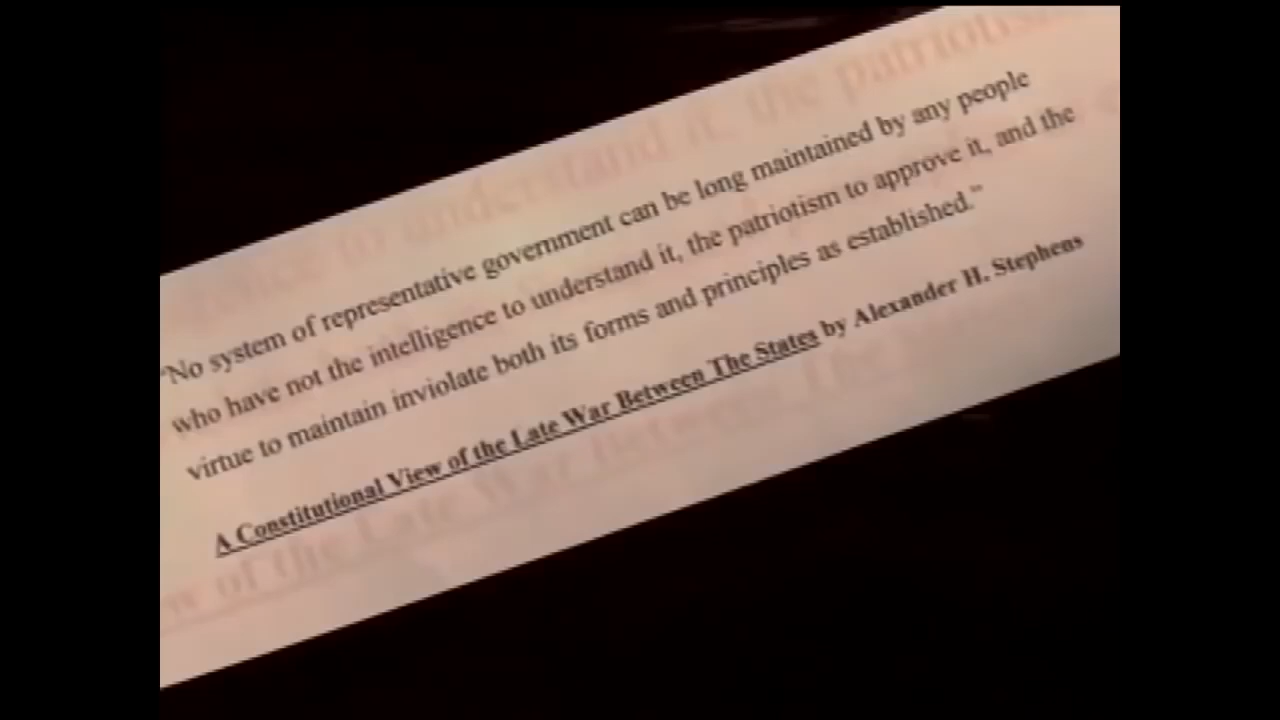 "No system of representative government can be long maintained by any people
who have not the intelligence to understand it, the patriotism to approve it, and the
virtue to maintain inviolate both its forms and principles as established."
A Constitutional View of the Late War Between The States by Alexander H. Stephens